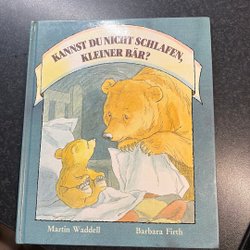 KANNST DU NICHT SCHLAFEN,
KLEINER BÄR?
Martin Waddell Barbara Firth